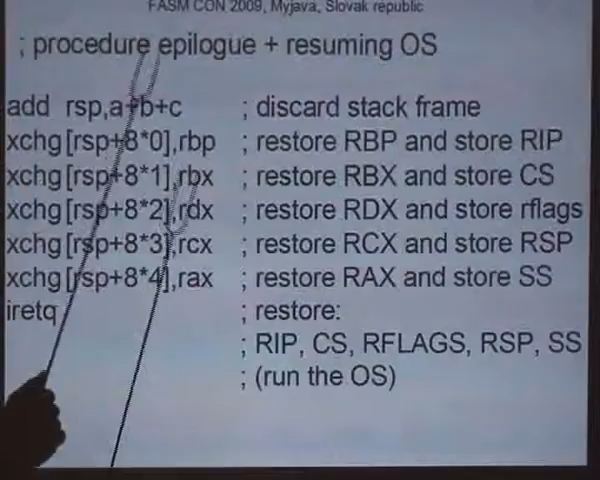 FASM CON 2009, Myjava, Slovak republic
; procedure epilogue + resuming OS
add rsp,a+b+c ; discard stack frame
xchg [rsp+8*0],rbp ; restore RBP and store RIP
xchg [rsp+8*1],rbx ; restore RBX and store CS
xchg [rsp+8*2],rdx ; restore RDX and store rflags
xchg [rsp+8*3],rcx ; restore RCX and store RSP
xchg [rsp+8*4],rax ; restore RAX and store SS
iretq ; restore:
; RIP, CS, RFLAGS, RSP, SS
; (run the OS)